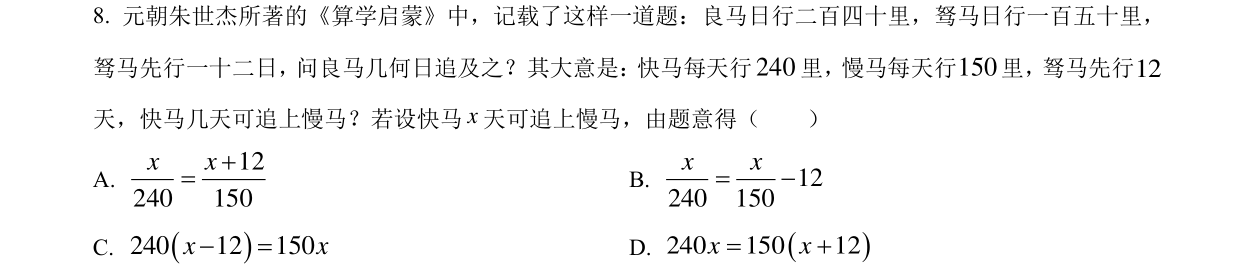 8. 元朝朱世杰所著的《算学启蒙》中，记载了这样一道题：良马日行二百四十里，驽马日行一百五十里，
驽马先行一十二日，问良马几何日追及之？其大意是：快马每天行 240 里，慢马每天行150 里，驽马先行12
天，快马几天可追上慢马？若设快马 x 天可追上慢马，由题意得（　　）
A. x/240 = (x+12)/150 B. x/240 = x/150 −12
C. 240(x−12)=150x D. 240x=150(x+12)